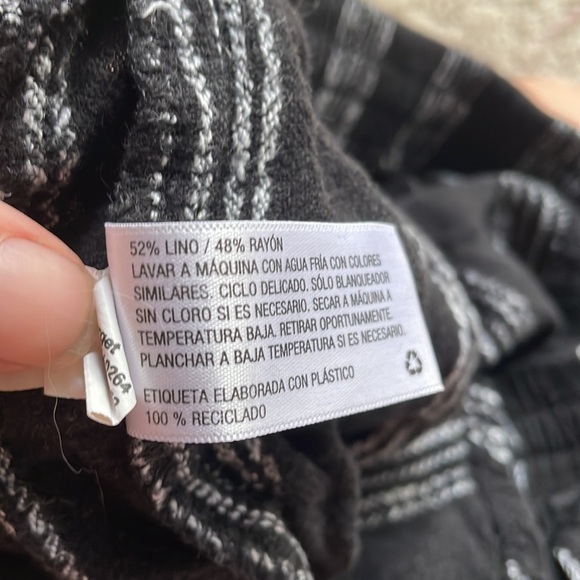 52% LINO / 48% RAYÓN
LAVAR A MÁQUINA CON AGUA FRÍA CON COLORES
SIMILARES. CICLO DELICADO. SÓLO BLANQUEADOR
SIN CLORO SI ES NECESARIO. SECAR A MÁQUINA A
TEMPERATURA BAJA. RETIRAR OPORTUNAMENTE.
PLANCHAR A BAJA TEMPERATURA SI ES NECESARIO.
ETIQUETA ELABORADA CON PLÁSTICO
100 % RECICLADO